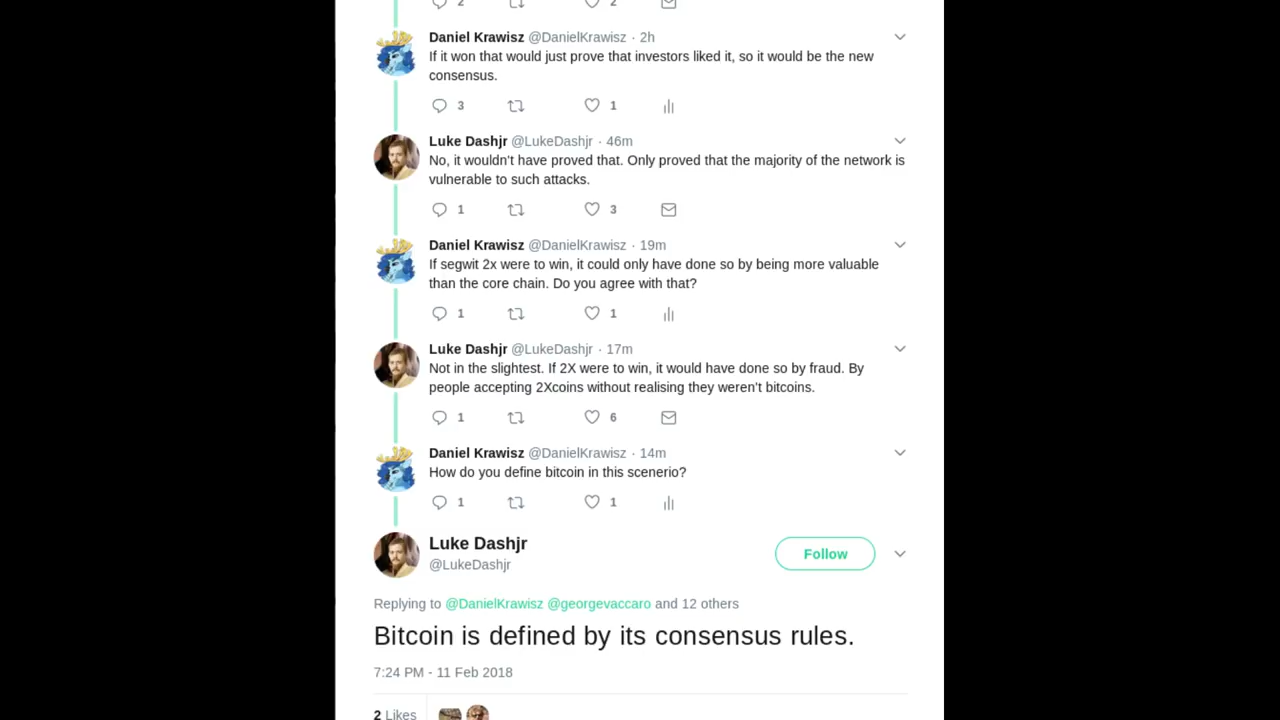 2 2
Daniel Krawisz @DanielKrawisz · 2h
If it won that would just prove that investors liked it, so it would be the new
consensus.
3 1
Luke Dashjr @LukeDashjr · 46m
No, it wouldn't have proved that. Only proved that the majority of the network is
vulnerable to such attacks.
1 3
Daniel Krawisz @DanielKrawisz · 19m
If segwit 2x were to win, it could only have done so by being more valuable
than the core chain. Do you agree with that?
1 1
Luke Dashjr @LukeDashjr · 17m
Not in the slightest. If 2X were to win, it would have done so by fraud. By
people accepting 2Xcoins without realising they weren't bitcoins.
1 6
Daniel Krawisz @DanielKrawisz · 14m
How do you define bitcoin in this scenerio?
1 1
Luke Dashjr
@LukeDashjr
Follow
Replying to @DanielKrawisz @georgevaccaro and 12 others
Bitcoin is defined by its consensus rules.
7:24 PM - 11 Feb 2018
2 Likes